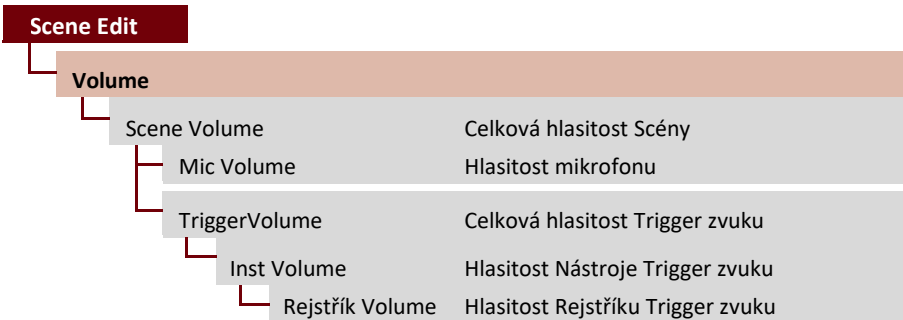 Scene Edit
Volume
Scene Volume Celková hlasitost Scény
Mic Volume Hlasitost mikrofonu
TriggerVolume Celková hlasitost Trigger zvuku
Inst Volume Hlasitost Nástroje Trigger zvuku
Rejstřík Volume Hlasitost Rejstříku Trigger zvuku